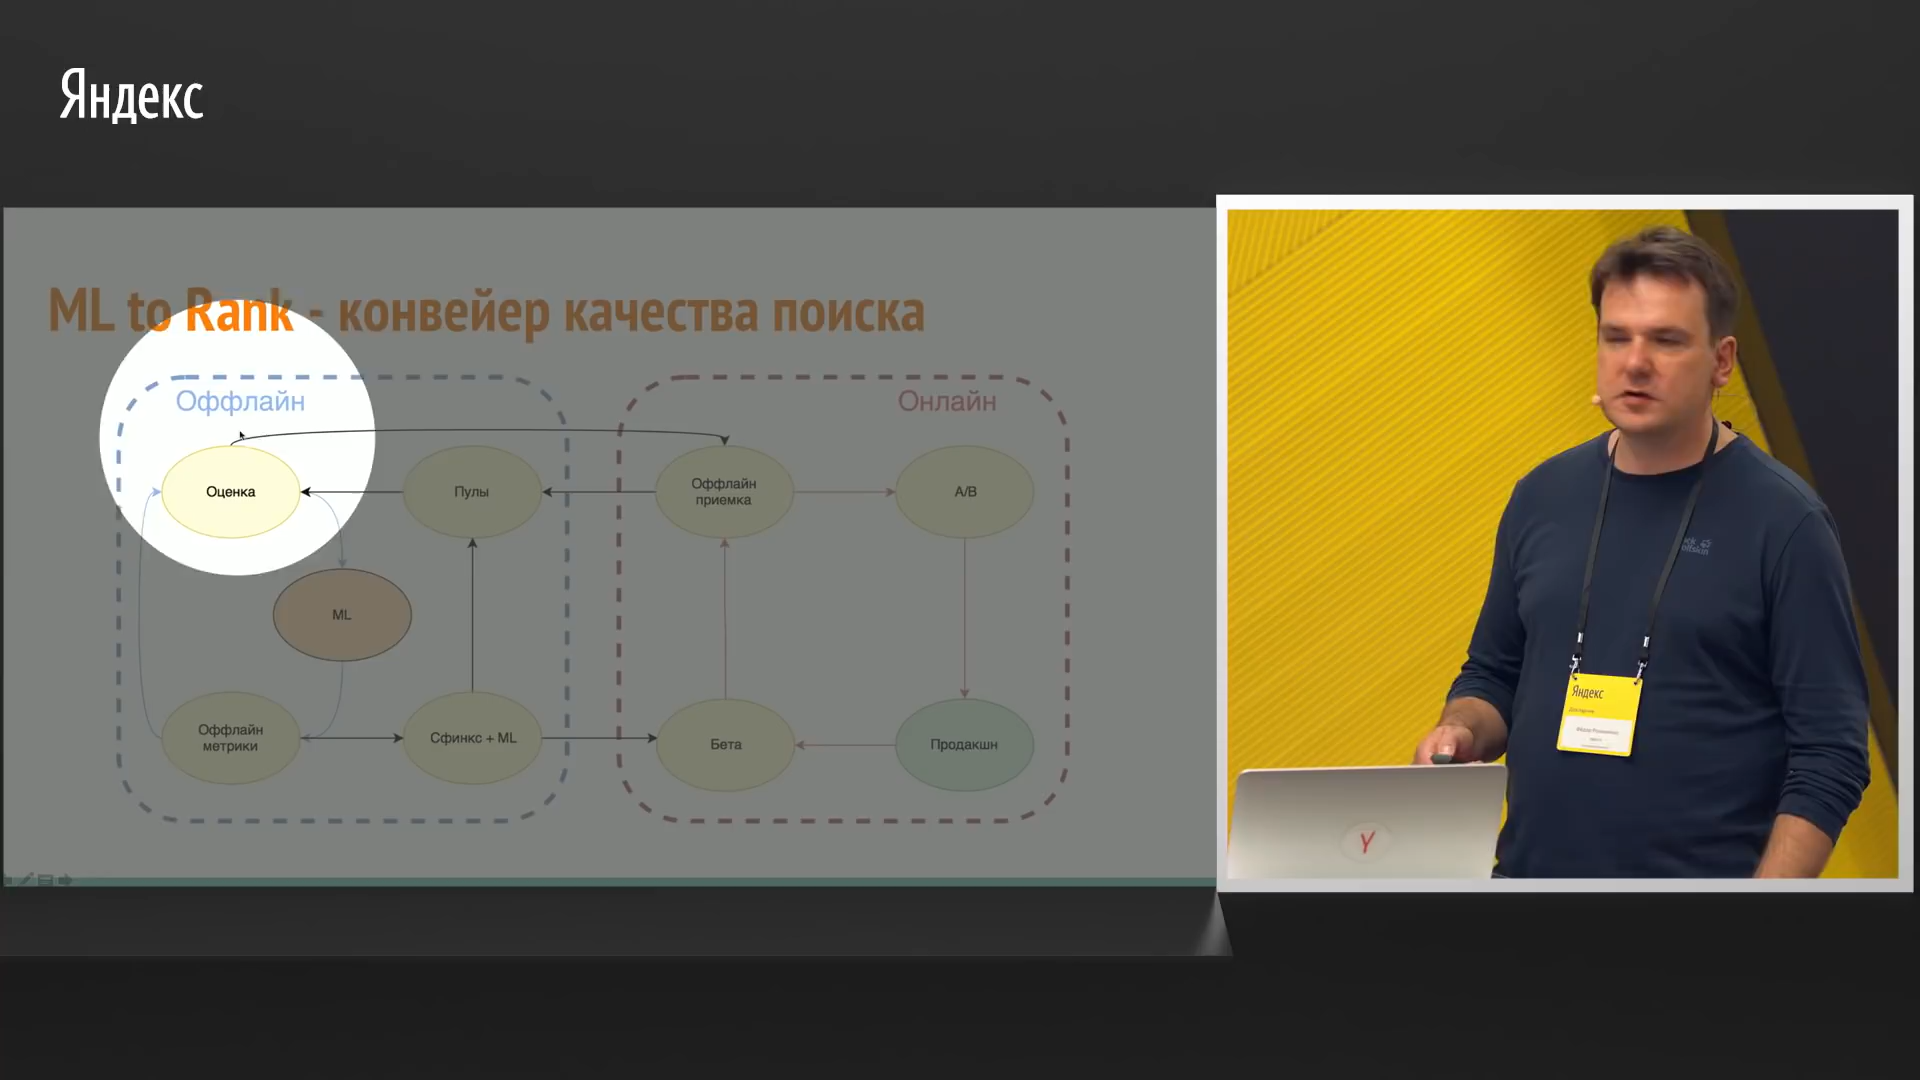 Яндекс
ML to Rank - конвейер качества поиска
Оффлайн
Онлайн
Оценка
Пулы
Оффлайн
приемка
A/B
ML
Оффлайн
метрики
Сфинкс + ML
Бета
Продакшн
Яндекс